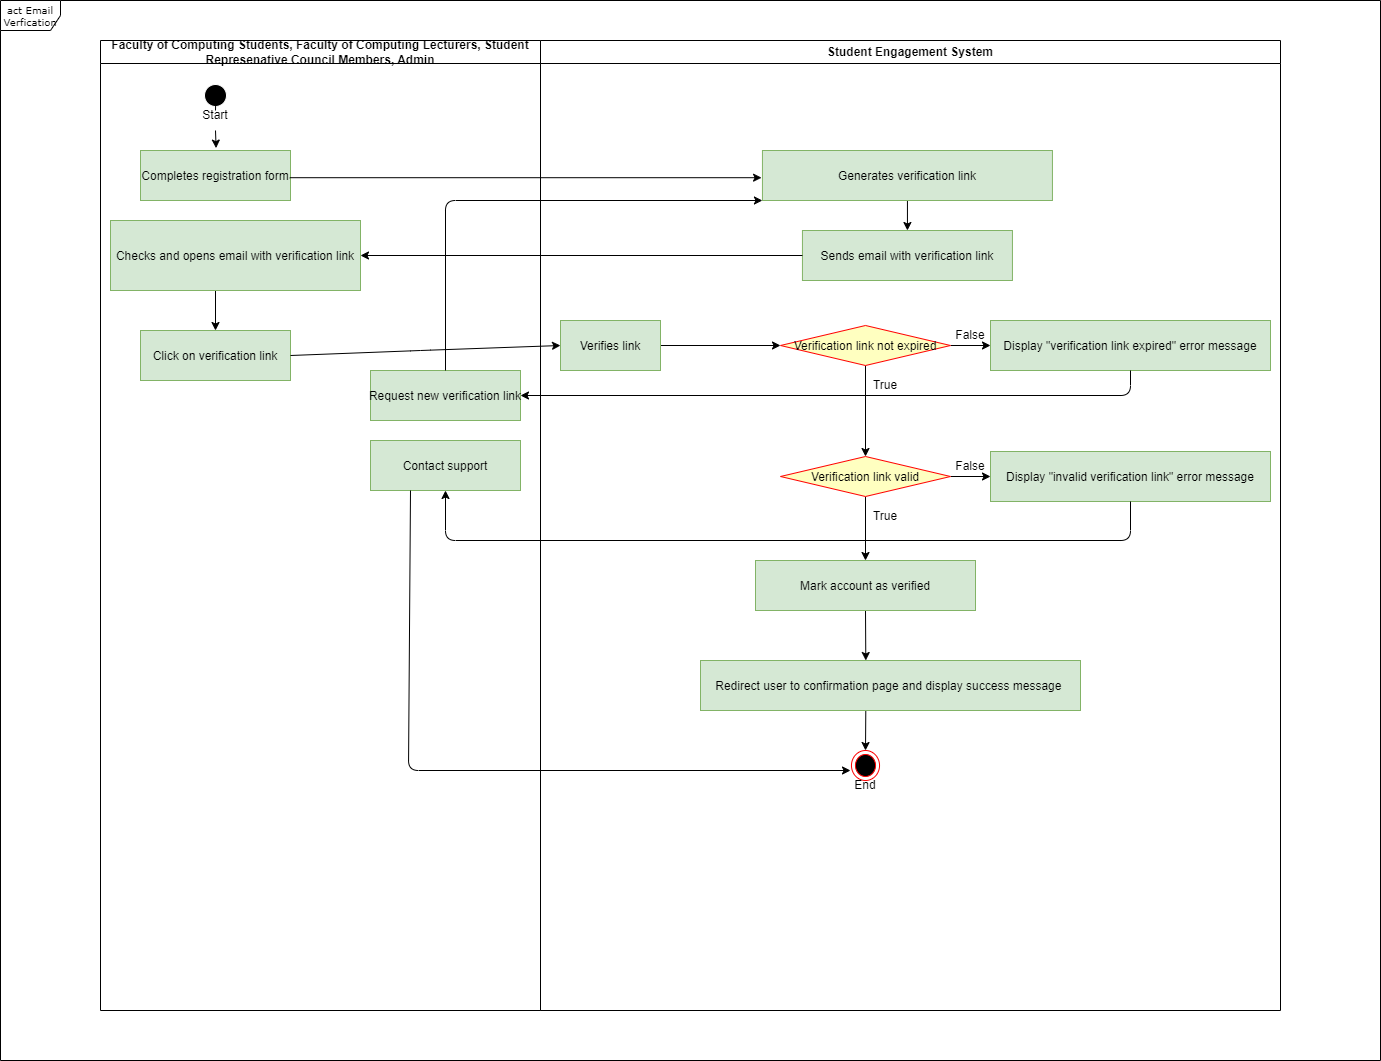 act Email
Verfication
Faculty of Computing Students, Faculty of Computing Lecturers, Student
Represenative Council Members, Admin
Student Engagement System
Start
Completes registration form
Generates verification link
Checks and opens email with verification link
Sends email with verification link
Click on verification link
Verifies link
Verification link not expired
False
Display "verification link expired" error message
True
Request new verification link
Contact support
Verification link valid
False
Display "invalid verification link" error message
True
Mark account as verified
Redirect user to confirmation page and display success message
End